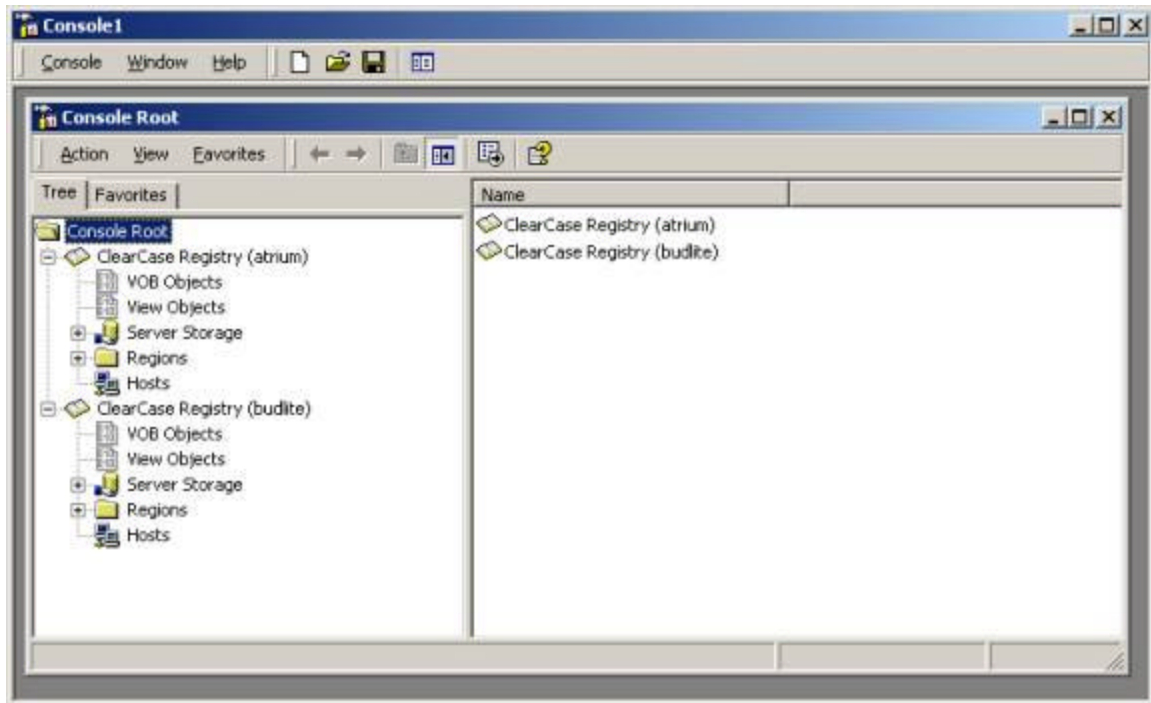 Console1
Console Window Help
Console Root
Action View Favorites
Tree Favorites
Name
Console Root
ClearCase Registry (atrium)
VOB Objects
View Objects
Server Storage
Regions
Hosts
ClearCase Registry (budlite)
VOB Objects
View Objects
Server Storage
Regions
Hosts
ClearCase Registry (atrium)
ClearCase Registry (budlite)